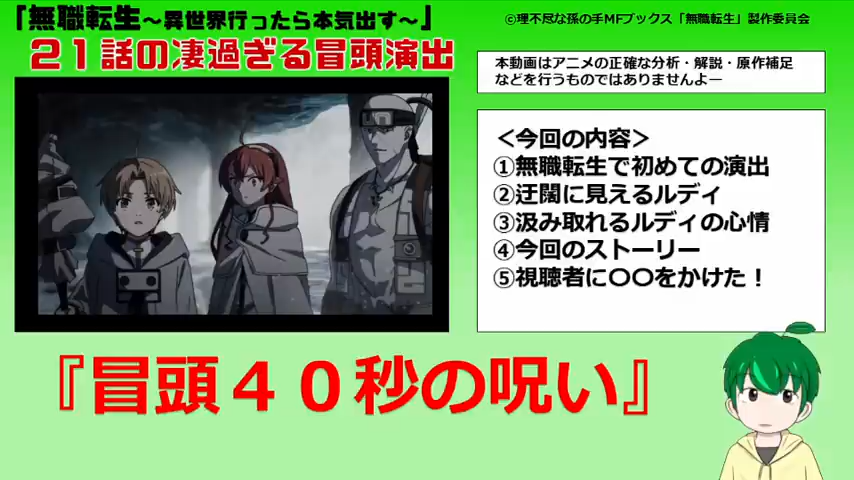 「無職転生～異世界行ったら本気出す～」
２１話の凄過ぎる冒頭演出
©理不尽な孫の手MFブックス「無職転生」製作委員会
本動画はアニメの正確な分析・解説・原作補足
などを行うものではありませんよー
＜今回の内容＞
①無職転生で初めての演出
②迂闊に見えるルディ
③汲み取れるルディの心情
④今回のストーリー
⑤視聴者に〇〇をかけた！
『冒頭４０秒の呪い』